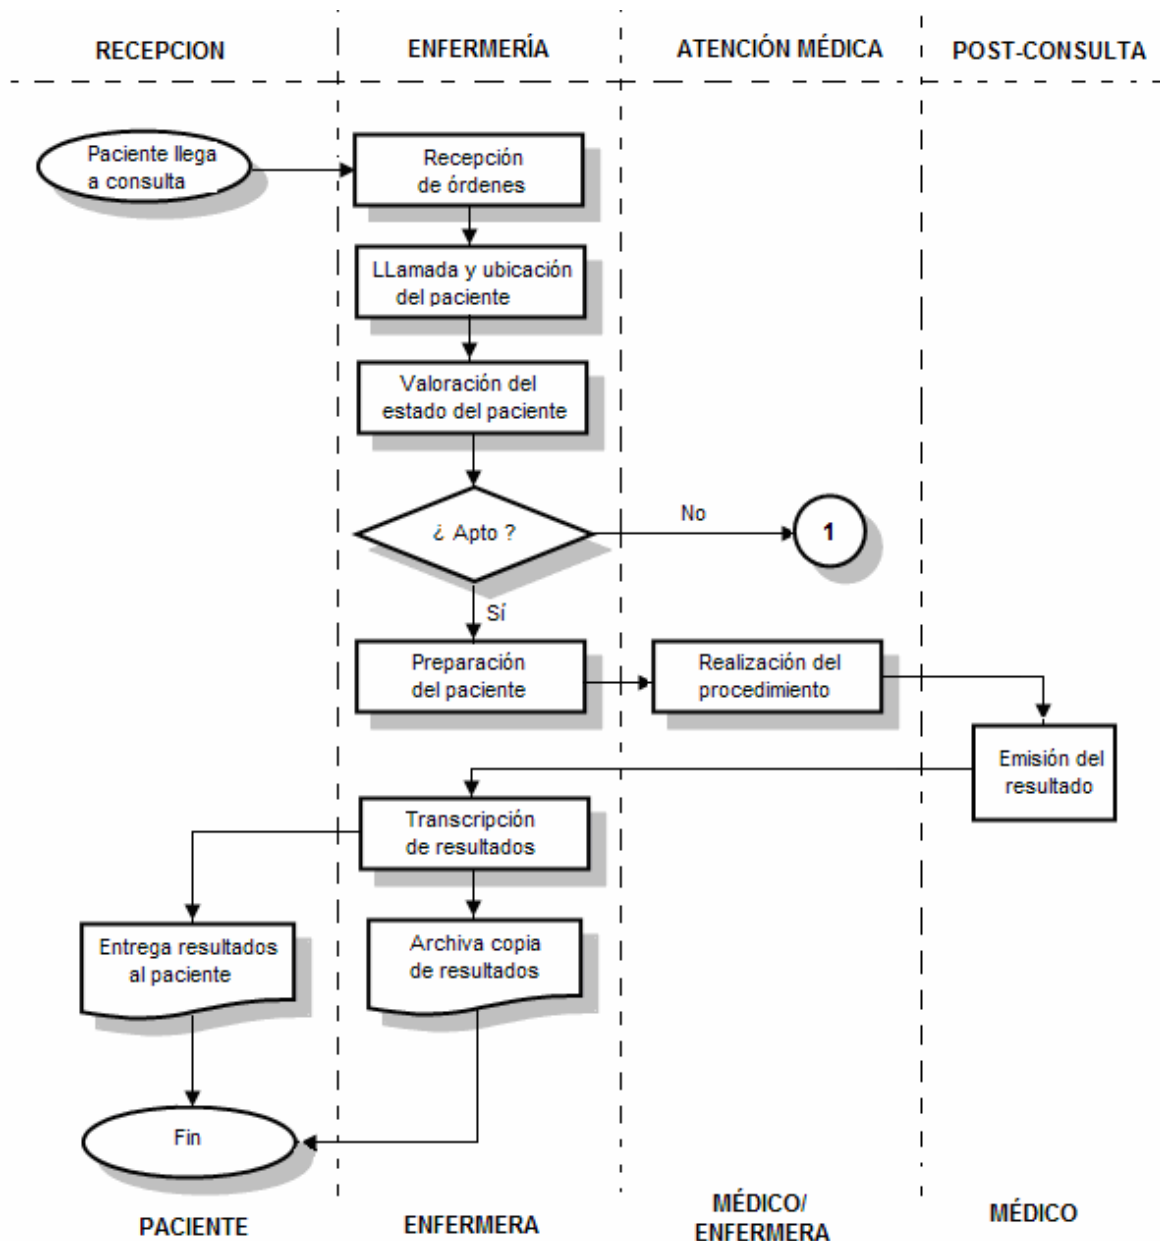 RECEPCION
ENFERMERÍA
ATENCIÓN MÉDICA
POST-CONSULTA
Paciente llega
a consulta
Recepción
de órdenes
LLamada y ubicación
del paciente
Valoración del
estado del paciente
¿ Apto ?
No
1
Sí
Preparación
del paciente
Realización del
procedimiento
Emisión del
resultado
Transcripción
de resultados
Entrega resultados
al paciente
Archiva copia
de resultados
Fin
PACIENTE
ENFERMERA
MÉDICO/
ENFERMERA
MÉDICO